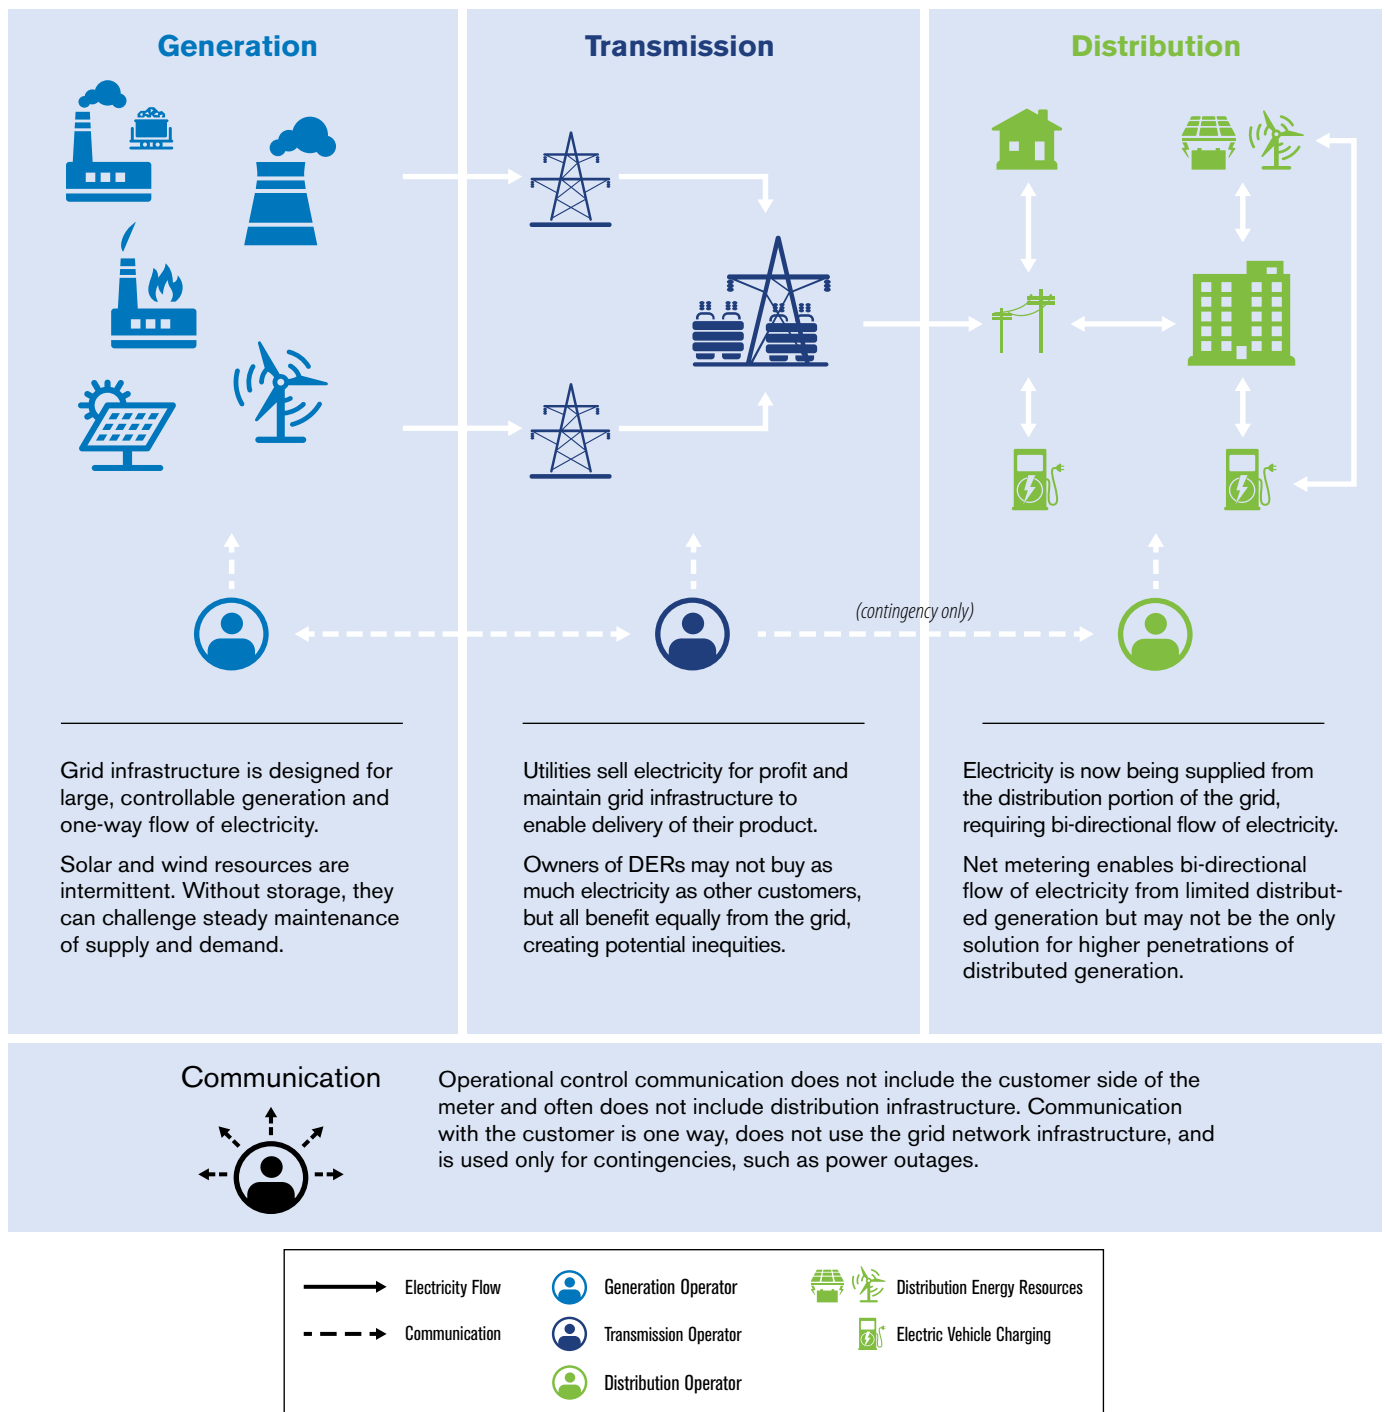 Generation
Transmission
Distribution
(contingency only)
Grid infrastructure is designed for
large, controllable generation and
one-way flow of electricity.
Solar and wind resources are
intermittent. Without storage, they
can challenge steady maintenance
of supply and demand.
Utilities sell electricity for profit and
maintain grid infrastructure to
enable delivery of their product.
Owners of DERs may not buy as
much electricity as other customers,
but all benefit equally from the grid,
creating potential inequities.
Electricity is now being supplied from
the distribution portion of the grid,
requiring bi-directional flow of electricity.
Net metering enables bi-directional
flow of electricity from limited distribut-
ed generation but may not be the only
solution for higher penetrations of
distributed generation.
Communication
Operational control communication does not include the customer side of the
meter and often does not include distribution infrastructure. Communication
with the customer is one way, does not use the grid network infrastructure, and
is used only for contingencies, such as power outages.
Electricity Flow
Communication
Generation Operator
Transmission Operator
Distribution Operator
Distribution Energy Resources
Electric Vehicle Charging